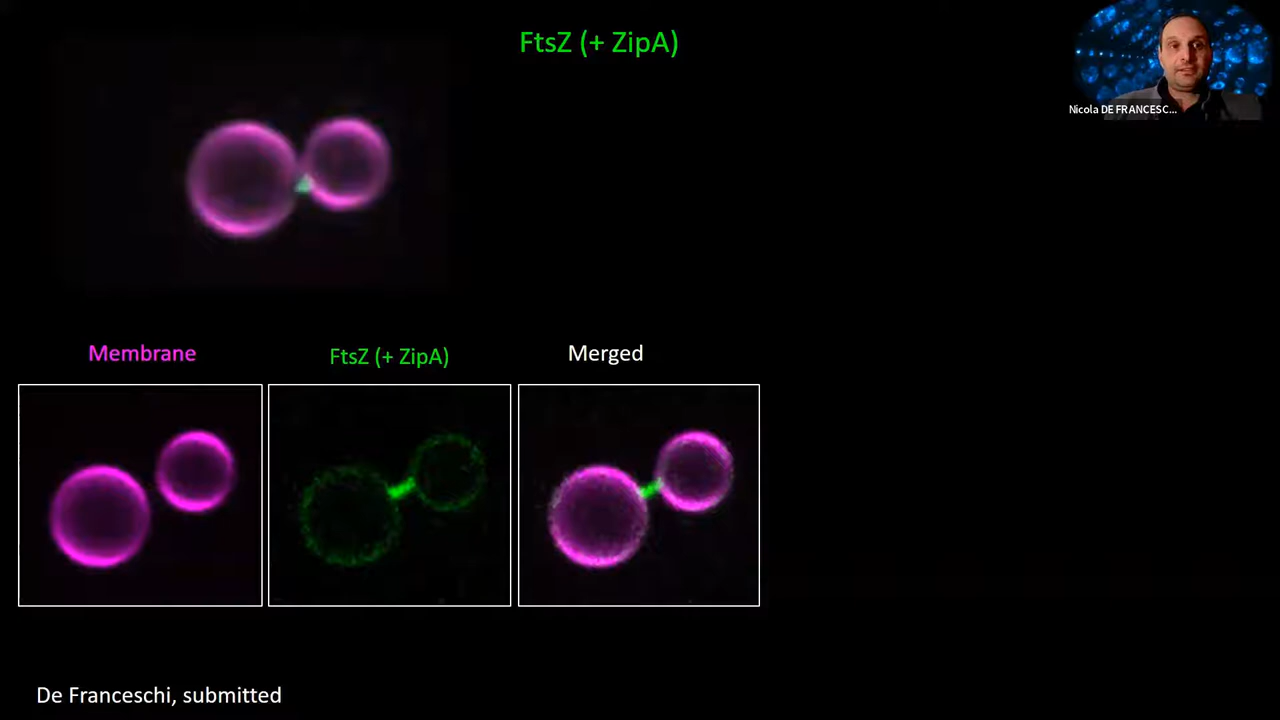 FtsZ (+ ZipA)
Nicola DE FRANCESC...
Membrane
FtsZ (+ ZipA)
Merged
De Franceschi, submitted